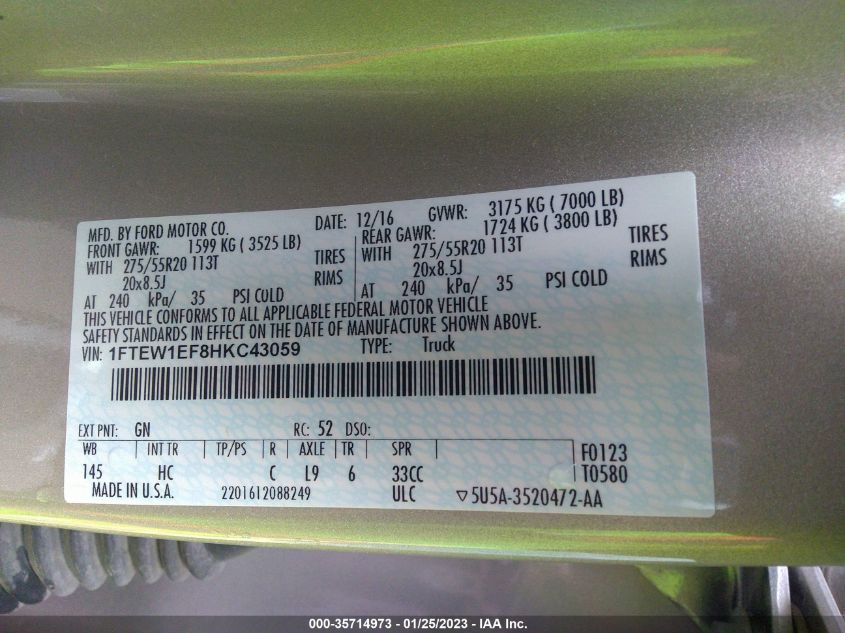 MFD. BY FORD MOTOR CO. DATE: 12/16 GVWR: 3175 KG ( 7000 LB)
FRONT GAWR: 1599 KG ( 3525 LB) REAR GAWR: 1724 KG ( 3800 LB)
WITH 275/55R20 113T TIRES WITH 275/55R20 113T TIRES
20x8.5J RIMS 20x8.5J RIMS
AT 240 kPa/ 35 PSI COLD AT 240 kPa/ 35 PSI COLD
THIS VEHICLE CONFORMS TO ALL APPLICABLE FEDERAL MOTOR VEHICLE
SAFETY STANDARDS IN EFFECT ON THE DATE OF MANUFACTURE SHOWN ABOVE.
VIN: 1FTEW1EF8HKC43059 TYPE: Truck
EXT PNT: GN RC: 52 DSO:
WB INT TR TP/PS R AXLE TR SPR F0123
145 HC C L9 6 33CC T0580
MADE IN U.S.A. 2201612088249 ULC ▽5U5A-3520472-AA
000-35714973 - 01/25/2023 - IAA Inc.